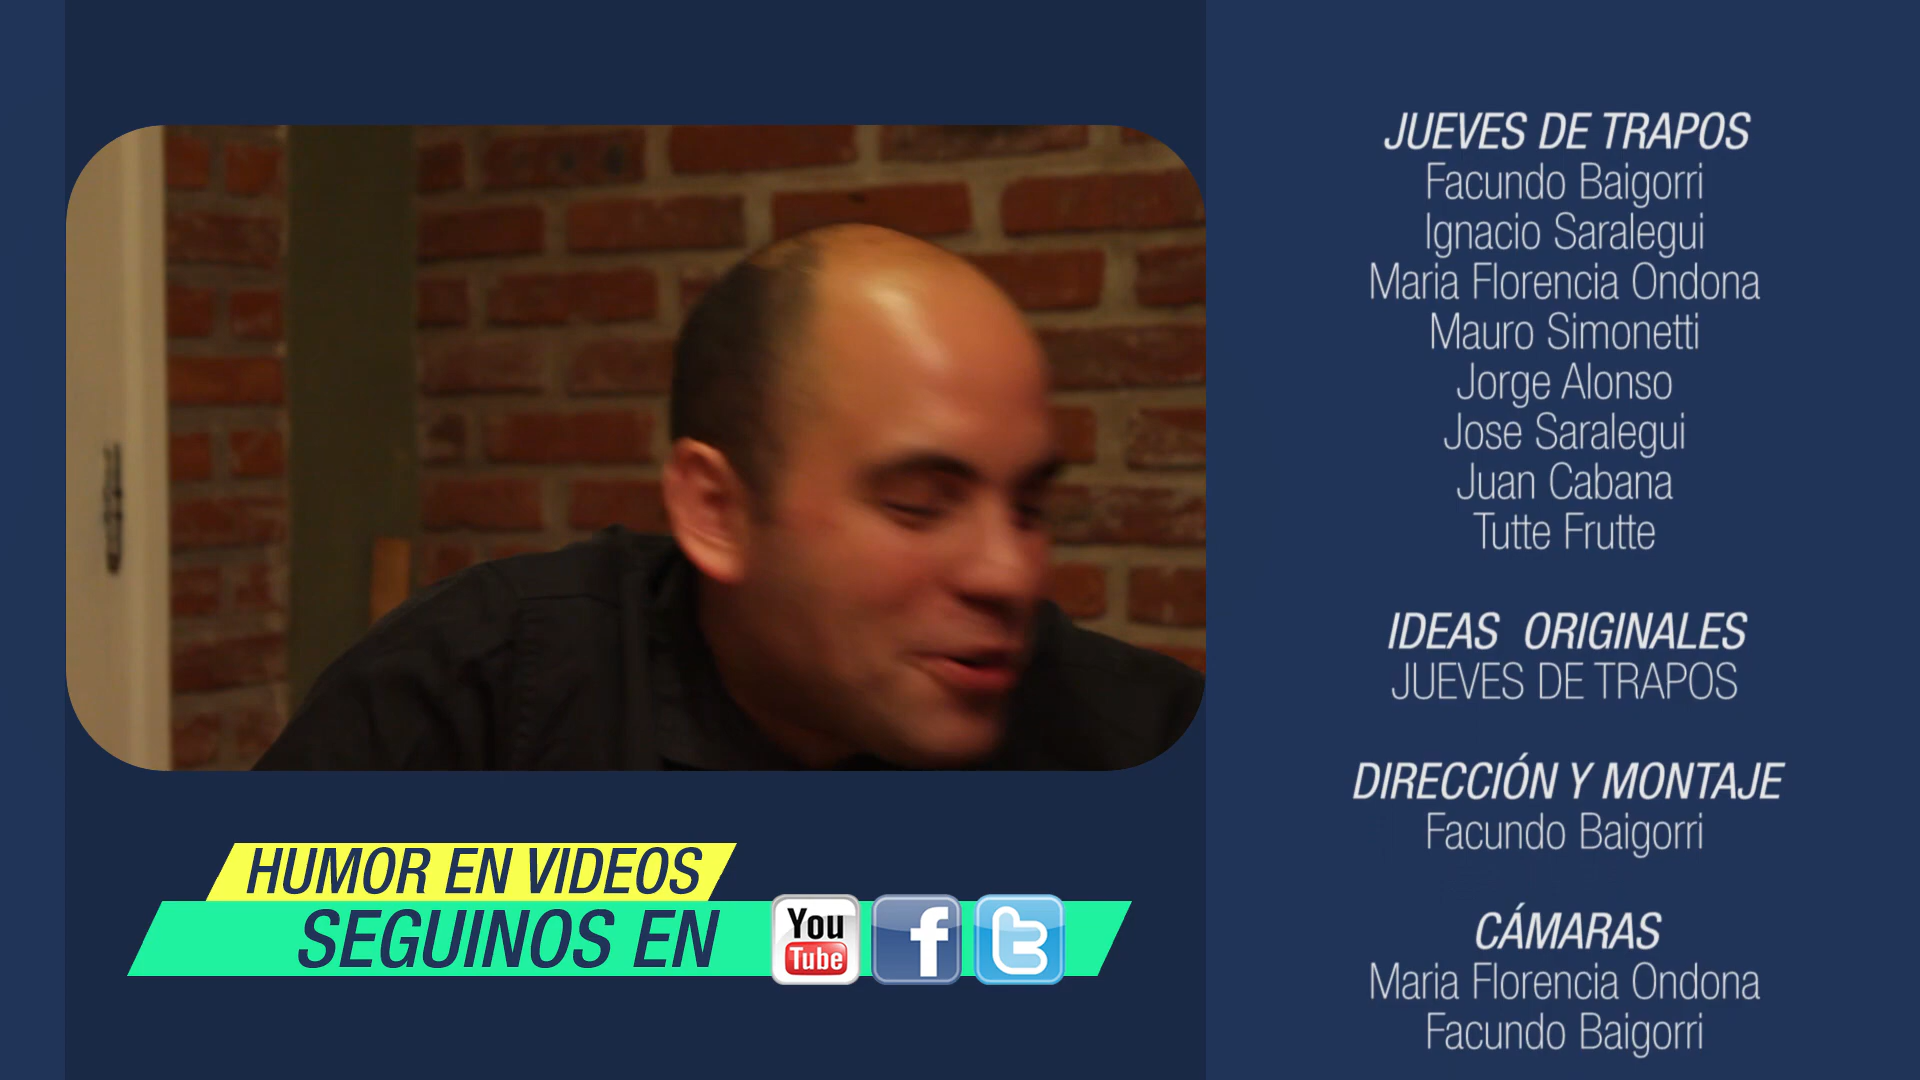 HUMOR EN VIDEOS
SEGUINOS EN
You
Tube
f
t
JUEVES DE TRAPOS
Facundo Baigorri
Ignacio Saralegui
Maria Florencia Ondona
Mauro Simonetti
Jorge Alonso
Jose Saralegui
Juan Cabana
Tutte Frutte
IDEAS ORIGINALES
JUEVES DE TRAPOS
DIRECCIÓN Y MONTAJE
Facundo Baigorri
CÁMARAS
Maria Florencia Ondona
Facundo Baigorri